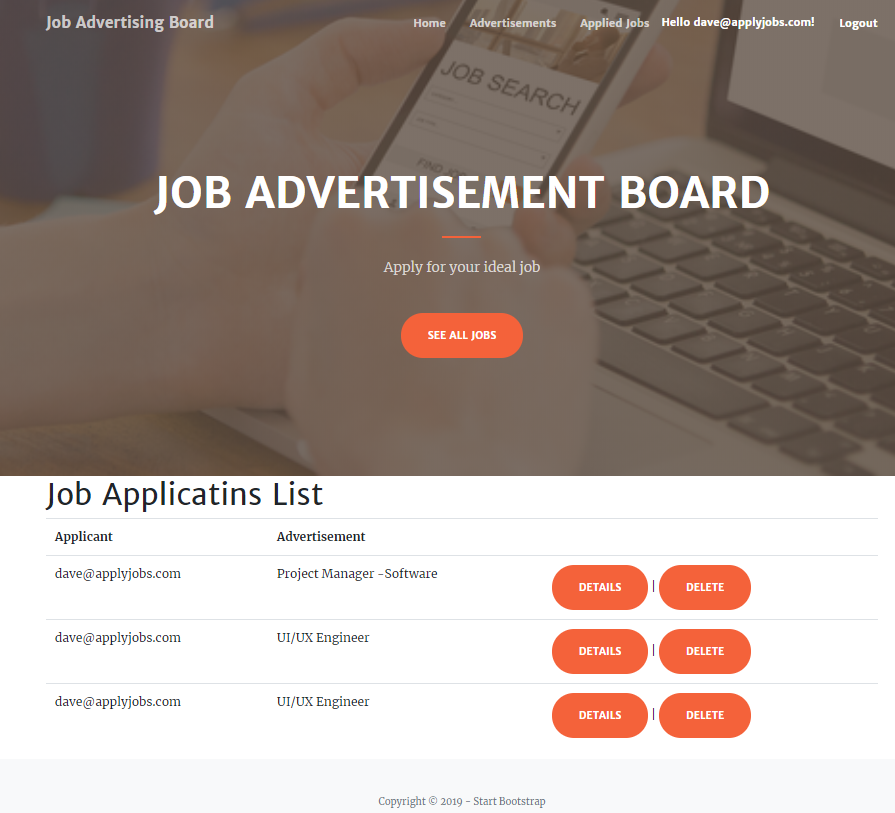 Job Advertising Board Home Advertisements Applied Jobs Hello dave@applyjobs.com! Logout
JOB SEARCH
JOB ADVERTISEMENT BOARD
Apply for your ideal job
SEE ALL JOBS
Job Applicatins List
Applicant Advertisement
dave@applyjobs.com Project Manager -Software DETAILS | DELETE
dave@applyjobs.com UI/UX Engineer DETAILS | DELETE
dave@applyjobs.com UI/UX Engineer DETAILS | DELETE
Copyright © 2019 - Start Bootstrap